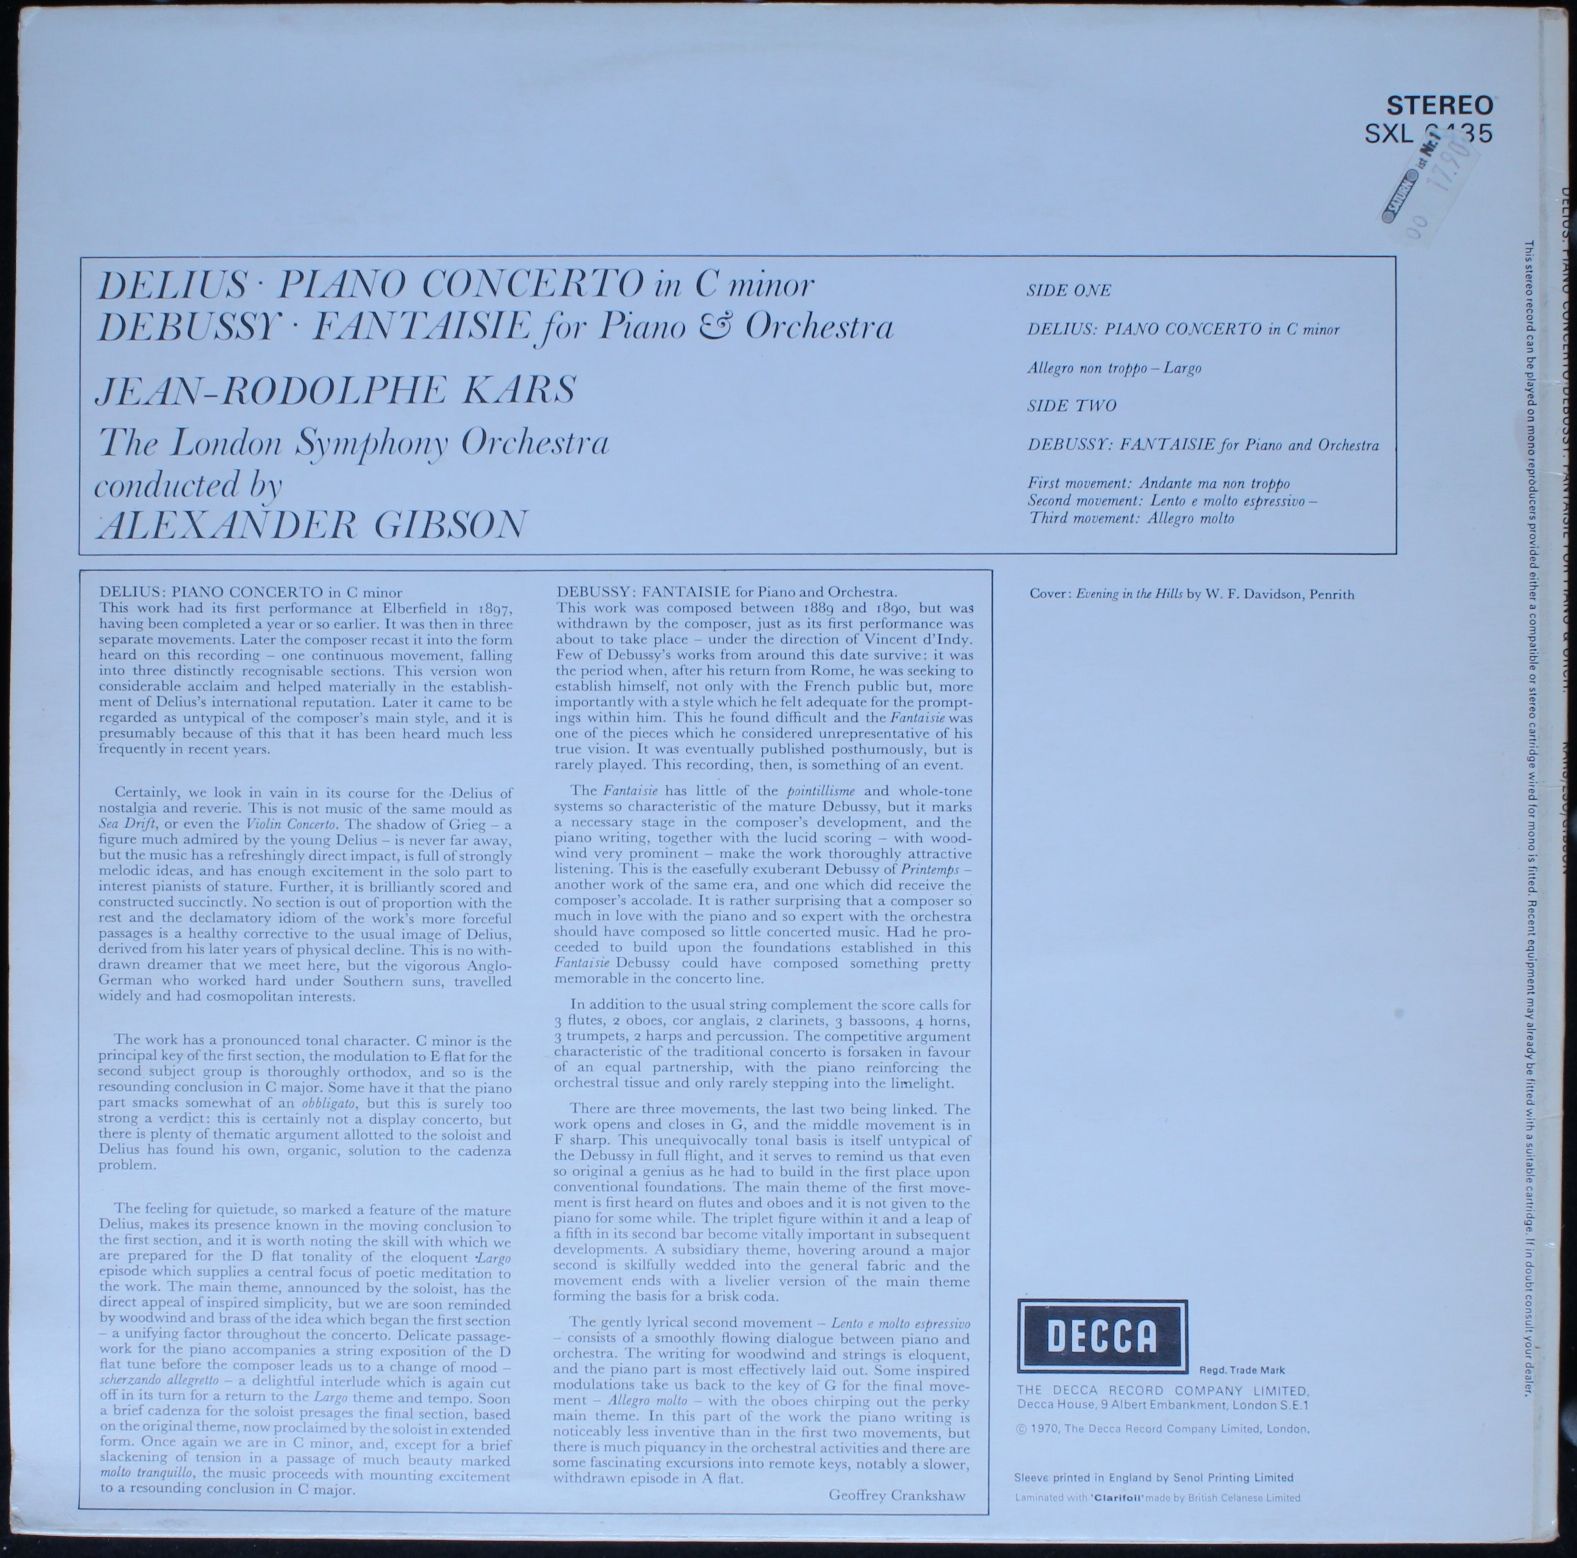 STEREO
SXL 6435
SATURN ist Nr.1
17.90
00
DELIUS · PIANO CONCERTO in C minor
DEBUSSY · FANTAISIE for Piano & Orchestra
JEAN-RODOLPHE KARS
The London Symphony Orchestra
conducted by
ALEXANDER GIBSON
SIDE ONE
DELIUS: PIANO CONCERTO in C minor
Allegro non troppo – Largo
SIDE TWO
DEBUSSY: FANTAISIE for Piano and Orchestra
First movement: Andante ma non troppo
Second movement: Lento e molto espressivo –
Third movement: Allegro molto
DELIUS: PIANO CONCERTO in C minor
This work had its first performance at Elberfield in 1897,
having been completed a year or so earlier. It was then in three
separate movements. Later the composer recast it into the form
heard on this recording – one continuous movement, falling
into three distinctly recognisable sections. This version won
considerable acclaim and helped materially in the establish-
ment of Delius's international reputation. Later it came to be
regarded as untypical of the composer's main style, and it is
presumably because of this that it has been heard much less
frequently in recent years.
Certainly, we look in vain in its course for the Delius of
nostalgia and reverie. This is not music of the same mould as
Sea Drift, or even the Violin Concerto. The shadow of Grieg – a
figure much admired by the young Delius – is never far away,
but the music has a refreshingly direct impact, is full of strongly
melodic ideas, and has enough excitement in the solo part to
interest pianists of stature. Further, it is brilliantly scored and
constructed succinctly. No section is out of proportion with the
rest and the declamatory idiom of the work's more forceful
passages is a healthy corrective to the usual image of Delius,
derived from his later years of physical decline. This is no with-
drawn dreamer that we meet here, but the vigorous Anglo-
German who worked hard under Southern suns, travelled
widely and had cosmopolitan interests.
The work has a pronounced tonal character. C minor is the
principal key of the first section, the modulation to E flat for the
second subject group is thoroughly orthodox, and so is the
resounding conclusion in C major. Some have it that the piano
part smacks somewhat of an obbligato, but this is surely too
strong a verdict: this is certainly not a display concerto, but
there is plenty of thematic argument allotted to the soloist and
Delius has found his own, organic, solution to the cadenza
problem.
The feeling for quietude, so marked a feature of the mature
Delius, makes its presence known in the moving conclusion to
the first section, and it is worth noting the skill with which we
are prepared for the D flat tonality of the eloquent Largo
episode which supplies a central focus of poetic meditation to
the work. The main theme, announced by the soloist, has the
direct appeal of inspired simplicity, but we are soon reminded
by woodwind and brass of the idea which began the first section
– a unifying factor throughout the concerto. Delicate passage-
work for the piano accompanies a string exposition of the D
flat tune before the composer leads us to a change of mood –
scherzando allegretto – a delightful interlude which is again cut
off in its turn for a return to the Largo theme and tempo. Soon
a brief cadenza for the soloist presages the final section, based
on the original theme, now proclaimed by the soloist in extended
form. Once again we are in C minor, and, except for a brief
slackening of tension in a passage of much beauty marked
molto tranquillo, the music proceeds with mounting excitement
to a resounding conclusion in C major.
DEBUSSY: FANTAISIE for Piano and Orchestra.
This work was composed between 1889 and 1890, but was
withdrawn by the composer, just as its first performance was
about to take place – under the direction of Vincent d'Indy.
Few of Debussy's works from around this date survive: it was
the period when, after his return from Rome, he was seeking to
establish himself, not only with the French public but, more
importantly with a style which he felt adequate for the prompt-
ings within him. This he found difficult and the Fantaisie was
one of the pieces which he considered unrepresentative of his
true vision. It was eventually published posthumously, but is
rarely played. This recording, then, is something of an event.
The Fantaisie has little of the pointillisme and whole-tone
systems so characteristic of the mature Debussy, but it marks
a necessary stage in the composer's development, and the
piano writing, together with the lucid scoring – with wood-
wind very prominent – make the work thoroughly attractive
listening. This is the easefully exuberant Debussy of Printemps –
another work of the same era, and one which did receive the
composer's accolade. It is rather surprising that a composer so
much in love with the piano and so expert with the orchestra
should have composed so little concerted music. Had he pro-
ceeded to build upon the foundations established in this
Fantaisie Debussy could have composed something pretty
memorable in the concerto line.
In addition to the usual string complement the score calls for
3 flutes, 2 oboes, cor anglais, 2 clarinets, 3 bassoons, 4 horns,
3 trumpets, 2 harps and percussion. The competitive argument
characteristic of the traditional concerto is forsaken in favour
of an equal partnership, with the piano reinforcing the
orchestral tissue and only rarely stepping into the limelight.
There are three movements, the last two being linked. The
work opens and closes in G, and the middle movement is in
F sharp. This unequivocally tonal basis is itself untypical of
the Debussy in full flight, and it serves to remind us that even
so original a genius as he had to build in the first place upon
conventional foundations. The main theme of the first move-
ment is first heard on flutes and oboes and it is not given to the
piano for some while. The triplet figure within it and a leap of
a fifth in its second bar become vitally important in subsequent
developments. A subsidiary theme, hovering around a major
second is skilfully wedded into the general fabric and the
movement ends with a livelier version of the main theme
forming the basis for a brisk coda.
The gently lyrical second movement – Lento e molto espressivo
– consists of a smoothly flowing dialogue between piano and
orchestra. The writing for woodwind and strings is eloquent,
and the piano part is most effectively laid out. Some inspired
modulations take us back to the key of G for the final move-
ment – Allegro molto – with the oboes chirping out the perky
main theme. In this part of the work the piano writing is
noticeably less inventive than in the first two movements, but
there is much piquancy in the orchestral activities and there are
some fascinating excursions into remote keys, notably a slower,
withdrawn episode in A flat.
Geoffrey Crankshaw
Cover: Evening in the Hills by W. F. Davidson, Penrith
DECCA
Regd. Trade Mark
THE DECCA RECORD COMPANY LIMITED,
Decca House, 9 Albert Embankment, London S.E.1
© 1970, The Decca Record Company Limited, London.
Sleeve printed in England by Senol Printing Limited
Laminated with 'Clarifoil' made by British Celanese Limited
This stereo record can be played on mono reproducers provided either a compatible or stereo cartridge wired for mono is fitted. Recent equipment may already be fitted with a suitable cartridge. If in doubt consult your dealer.